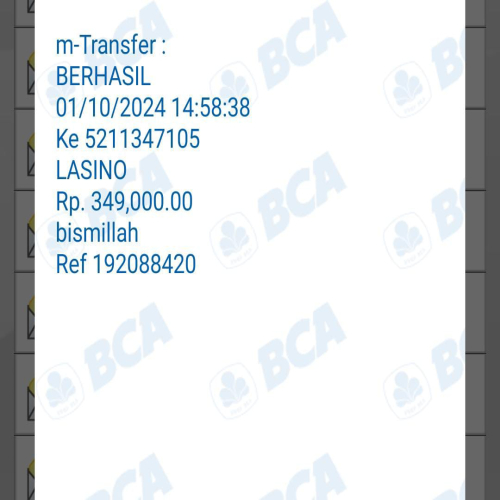 m-Transfer :
BERHASIL
01/10/2024 14:58:38
Ke 5211347105
LASINO
Rp. 349,000.00
bismillah
Ref 192088420
BCA
BCA
BCA
BCA
BCA
BCA
BCA
BCA